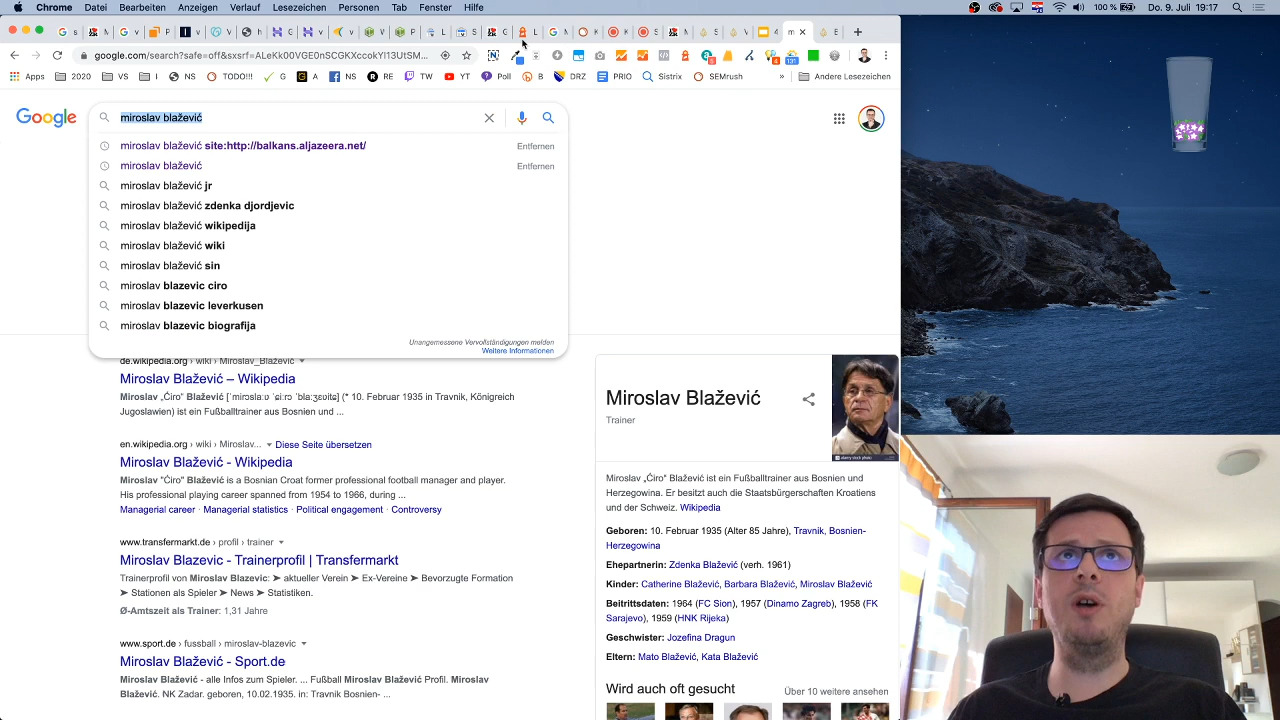 Chrome Datei Bearbeiten Anzeigen Verlauf Lesezeichen Personen Tab Fenster Hilfe
100 % Do. 9. Juli 19:17
google.com/search?safe=off&sxsrf=
Apps 2020 VS I NS TODO!!! G A NS RE TW YT Poll B DRZ PRIO Sistrix SEMrush » Andere Lesezeichen
Google
miroslav blažević
miroslav blažević site:http://balkans.aljazeera.net/ Entfernen
miroslav blažević Entfernen
miroslav blažević jr
miroslav blažević zdenka djordjevic
miroslav blažević wikipedija
miroslav blažević wiki
miroslav blažević sin
miroslav blazevic ciro
miroslav blazevic leverkusen
miroslav blazevic biografija
Unangemessene Vervollständigungen melden
Weitere Informationen
de.wikipedia.org › wiki › Miroslav_Blažević
Miroslav Blažević – Wikipedia
Miroslav „Ćiro“ Blažević
(* 10. Februar 1935 in Travnik, Königreich
Jugoslawien) ist ein Fußballtrainer aus Bosnien und ...
en.wikipedia.org › wiki › Miroslav... Diese Seite übersetzen
Miroslav Blažević - Wikipedia
Miroslav "Ćiro" Blažević is a Bosnian Croat former professional football manager and player.
His professional playing career spanned from 1954 to 1966, during ...
Managerial career · Managerial statistics · Political engagement · Controversy
www.transfermarkt.de › profil › trainer
Miroslav Blazevic - Trainerprofil | Transfermarkt
Trainerprofil von Miroslav Blazevic: ➤ aktueller Verein ➤ Ex-Vereine ➤ Bevorzugte Formation
➤ Stationen als Spieler ➤ News ➤ Statistiken.
Ø-Amtszeit als Trainer: 1,31 Jahre
www.sport.de › fussball › miroslav-blazevic
Miroslav Blažević - Sport.de
Miroslav Blažević - alle Infos zum Spieler. ... Fußball Miroslav Blažević Profil. Miroslav
Blažević. NK Zadar. geboren, 10.02.1935. in: Travnik Bosnien- ...
Miroslav Blažević
Trainer
alamy stock photo
Miroslav „Ćiro“ Blažević ist ein Fußballtrainer aus Bosnien und
Herzegowina. Er besitzt auch die Staatsbürgerschaften Kroatiens
und der Schweiz. Wikipedia
Geboren: 10. Februar 1935 (Alter 85 Jahre), Travnik, Bosnien-
Herzegowina
Ehepartnerin: Zdenka Blažević (verh. 1961)
Kinder: Catherine Blažević, Barbara Blažević, Miroslav Blažević
Beitrittsdaten: 1964 (FC Sion), 1957 (Dinamo Zagreb), 1958 (FK
Sarajevo), 1959 (HNK Rijeka)
Geschwister: Jozefina Dragun
Eltern: Mato Blažević, Kata Blažević
Wird auch oft gesucht Über 10 weitere ansehen